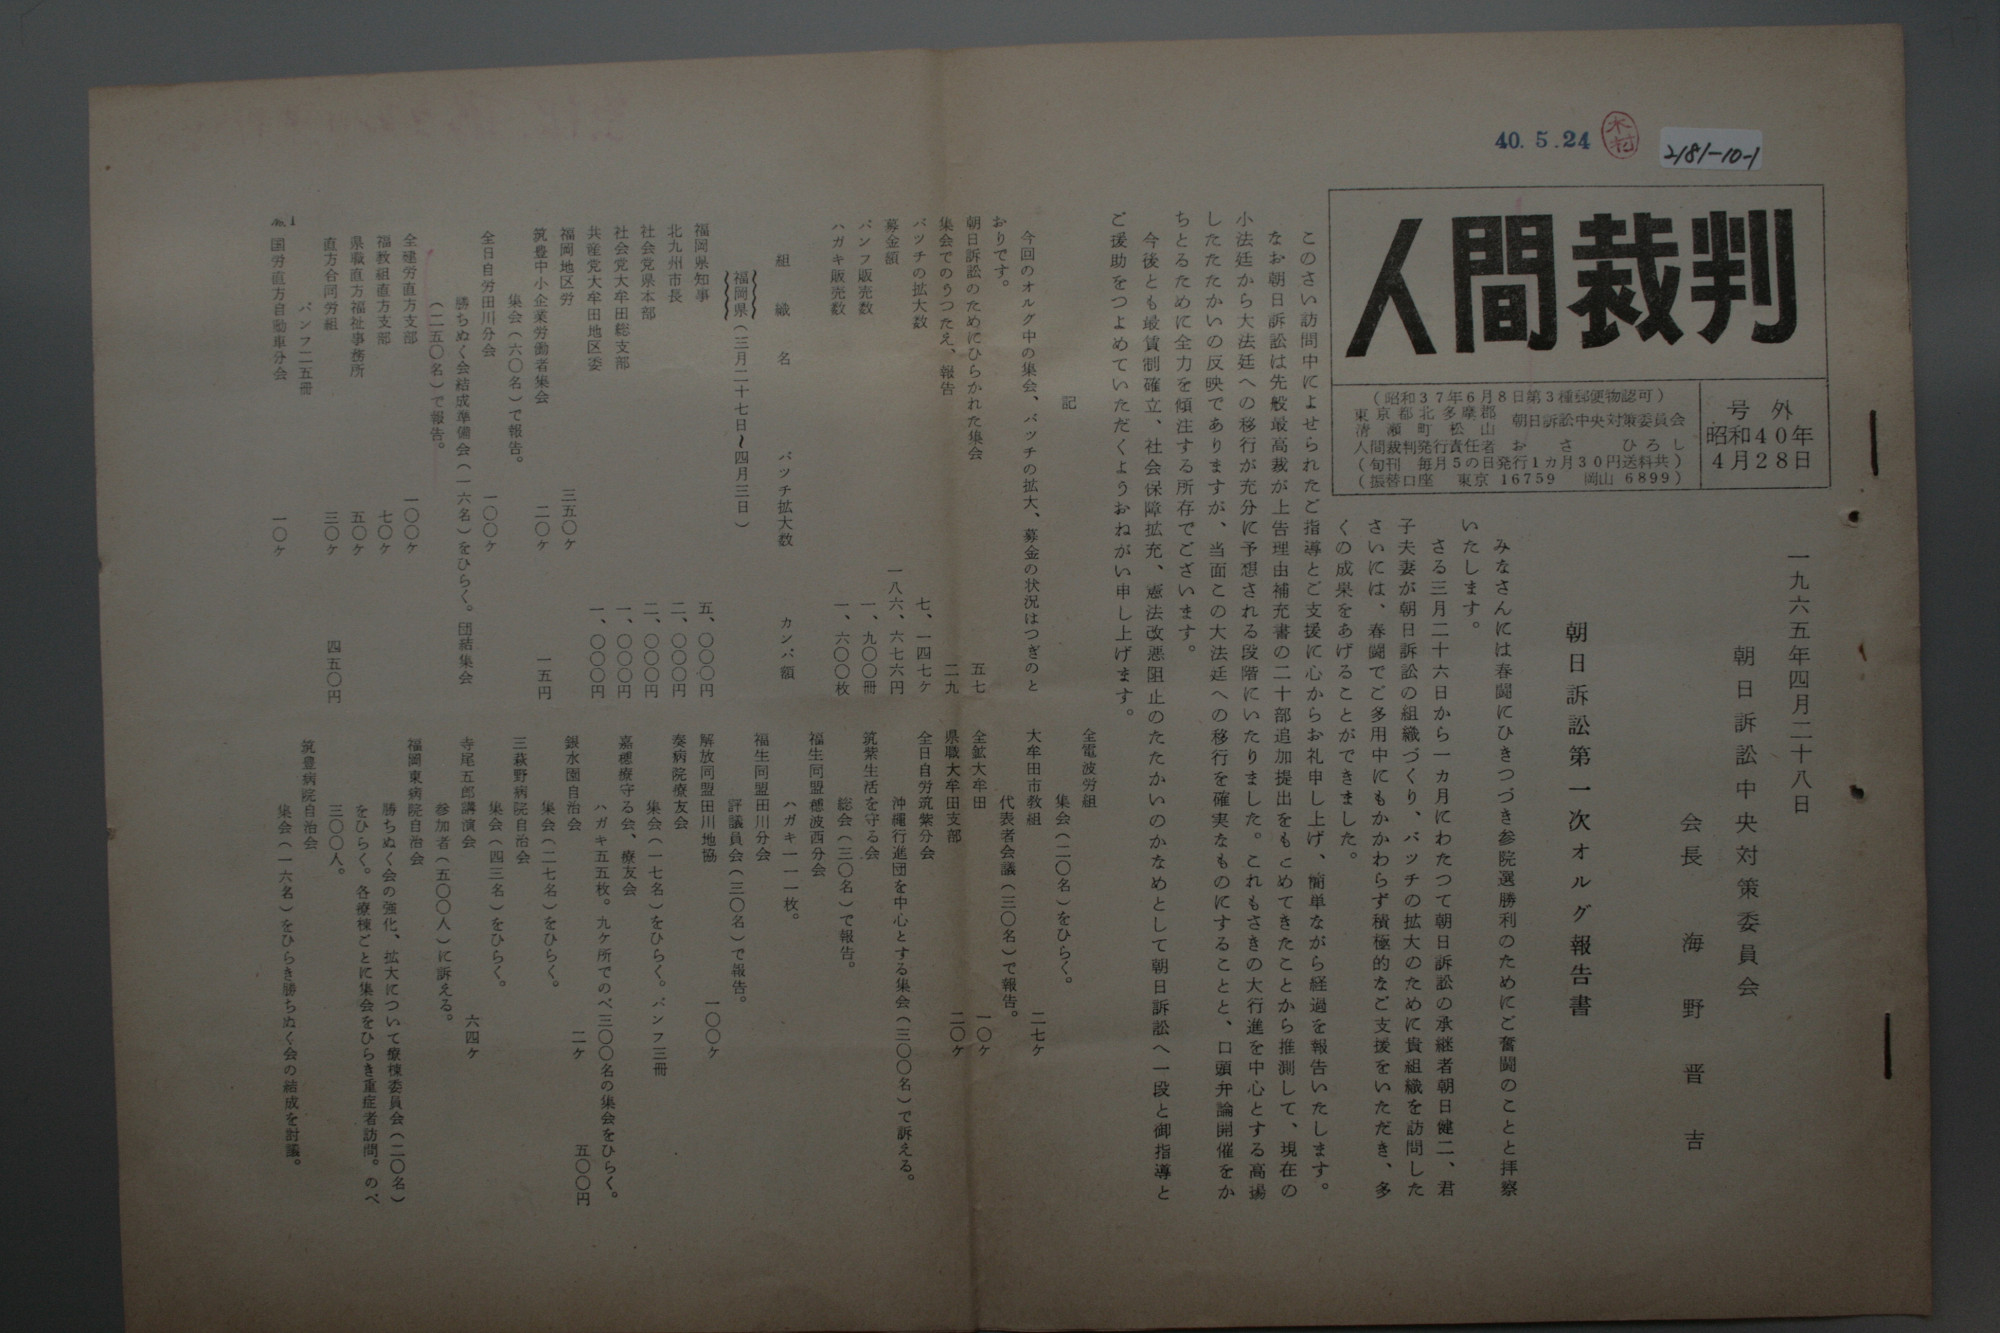 40.5.24
木村
2181-10-1
人間裁判
(昭和37年6月8日第3種郵便物認可)
東京都北多摩郡
清瀬町松山
朝日訴訟中央対策委員会
人間裁判発行責任者 おさ ひろし
(旬刊 毎月5の日発行1カ月30円送料共)
(振替口座 東京16759 岡山6899)
号外
昭和40年
4月28日
一九六五年四月二十八日
朝日訴訟中央対策委員会
会長 海野晋吉
朝日訴訟第一次オルグ報告書
みなさんには春闘にひきつづき参院選勝利のためにご奮闘のことと拝察
いたします。
さる三月二十六日から一カ月にわたつて朝日訴訟の承継者朝日健二、君
子夫妻が朝日訴訟の組織づくり、バッチの拡大のために貴組織を訪問した
さいには、春闘でご多用中にもかかわらず積極的なご支援をいただき、多
くの成果をあげることができました。
このさい訪問中によせられたご指導とご支援に心からお礼申し上げ、簡単ながら経過を報告いたします。
なお朝日訴訟は先般最高裁が上告理由補充書の二十部追加提出をもとめてきたことから推測して、現在の
小法廷から大法廷への移行が充分に予想される段階にいたりました。これもさきの大行進を中心とする高揚
したたたかいの反映でありますが、当面この大法廷への移行を確実なものにすることと、口頭弁論開催をか
ちとるために全力を傾注する所存でございます。
今後とも最賃制確立、社会保障拡充、憲法改悪阻止のたたかいのかなめとして朝日訴訟へ一段と御指導と
ご援助をつよめていただくようおねがい申し上げます。
記
今回のオルグ中の集会、バッチの拡大、募金の状況はつぎのと
おりです。
朝日訴訟のためにひらかれた集会 五七
集会でのうつたえ、報告 二九
バツチの拡大数 七、一四七ケ
募金額 一八六、六七六円
パンフ販売数 一、九〇〇冊
ハガキ販売数 一、六〇〇枚
組織名 バツチ拡大数 カンパ額
福岡県(三月二十七日〜四月三日)
福岡県知事 五、〇〇〇円
北九州市長 二、〇〇〇円
社会党県本部 二、〇〇〇円
社会党大牟田総支部 一、〇〇〇円
共産党大牟田地区委 一、〇〇〇円
福岡地区労 三五〇ケ
筑豊中小企業労働者集会 二〇ケ 一五円
集会(六〇名)で報告。
全日自労田川分会 一〇〇ケ
勝ちぬく会結成準備会(一六名)をひらく。団結集会
(二五〇名)で報告。
全建労直方支部 一〇〇ケ
福教組直方支部 七〇ケ
県職直方福祉事務所 五〇ケ
直方合同労組 三〇ケ 四五〇円
パンフ二五冊
国労直方自動車分会 一〇ケ
全電波労組
集会(二〇名)をひらく。
大牟田市教組 二七ケ
代表者会議(三〇名)で報告。
全鉱大牟田 一〇ケ
県職大牟田支部 二〇ケ
全日自労筑紫分会
沖縄行進団を中心とする集会(三〇〇名)で訴える。
筑紫生活を守る会
総会(三〇名)で報告。
福生同盟穂波西分会
ハガキ一一一枚。
福生同盟田川分会
評議員会(三〇名)で報告。
解放同盟田川地協 一〇〇ケ
奏病院療友会
集会(一七名)をひらく。パンフ三冊
嘉穂療守る会、療友会
ハガキ五五枚。九ケ所でのべ三〇〇名の集会をひらく。
銀水園自治会 二ケ 五〇〇円
集会(二七名)をひらく。
三萩野病院自治会
集会(四三名)をひらく。
寺尾五郎講演会 六四ケ
参加者(五〇〇人)に訴える。
福岡東病院自治会
勝ちぬく会の強化、拡大について療棟委員会(二〇名)
をひらく。各療棟ごとに集会をひらき重症者訪問。のべ
三〇〇人。
筑豊病院自治会
集会(一六名)をひらき勝ちぬく会の結成を討議。